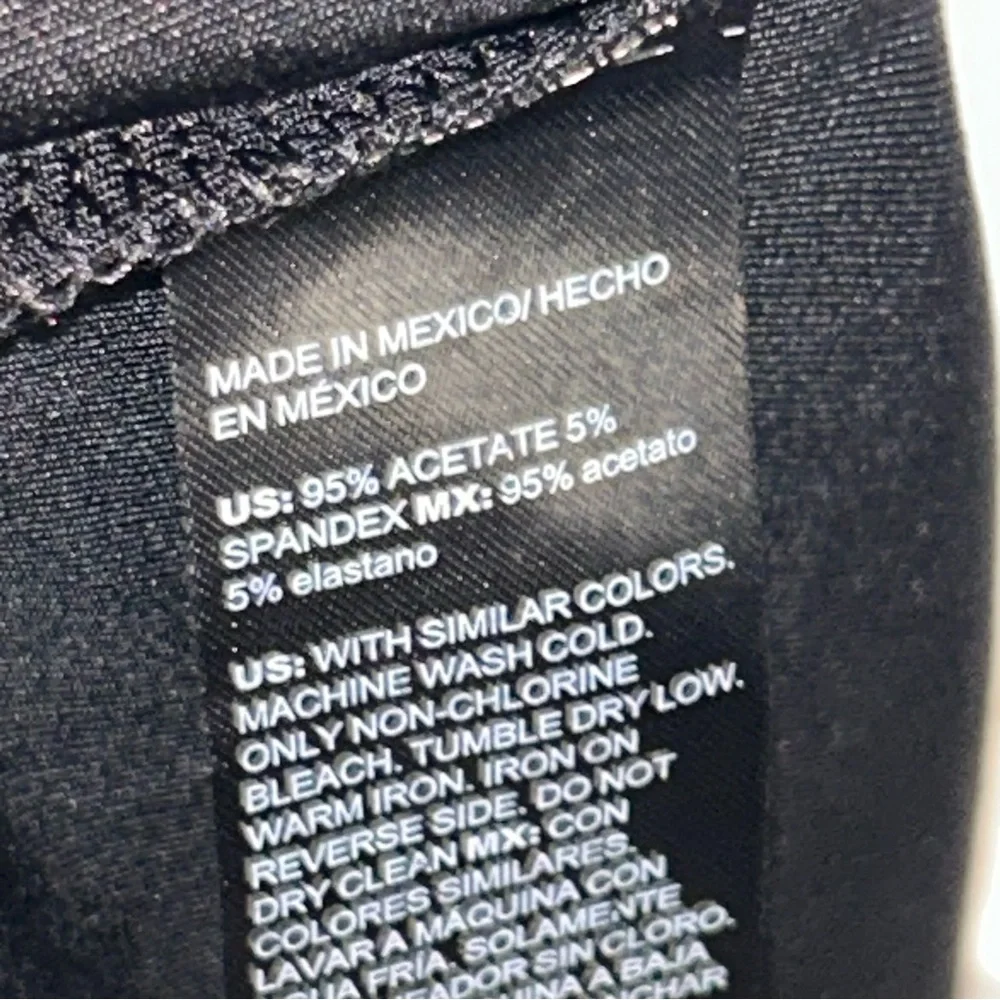 MADE IN MEXICO/ HECHO
EN MÉXICO
US: 95% ACETATE 5%
SPANDEX MX: 95% acetato
5% elastano
US: WITH SIMILAR COLORS.
MACHINE WASH COLD.
ONLY NON-CHLORINE
BLEACH. TUMBLE DRY LOW.
WARM IRON. IRON ON
REVERSE SIDE. DO NOT
DRY CLEAN MX: CON
COLORES SIMILARES.
LAVAR A MAQUINA CON
FRÍA. SOLAMENTE
SIN CLORO.
A BAJA